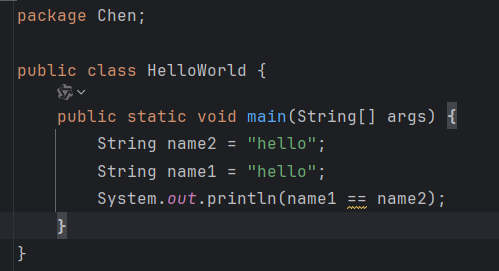 package Chen;
public class HelloWorld {
public static void main(String[] args) {
String name2 = "hello";
String name1 = "hello";
System.out.println(name1 == name2);
}
}